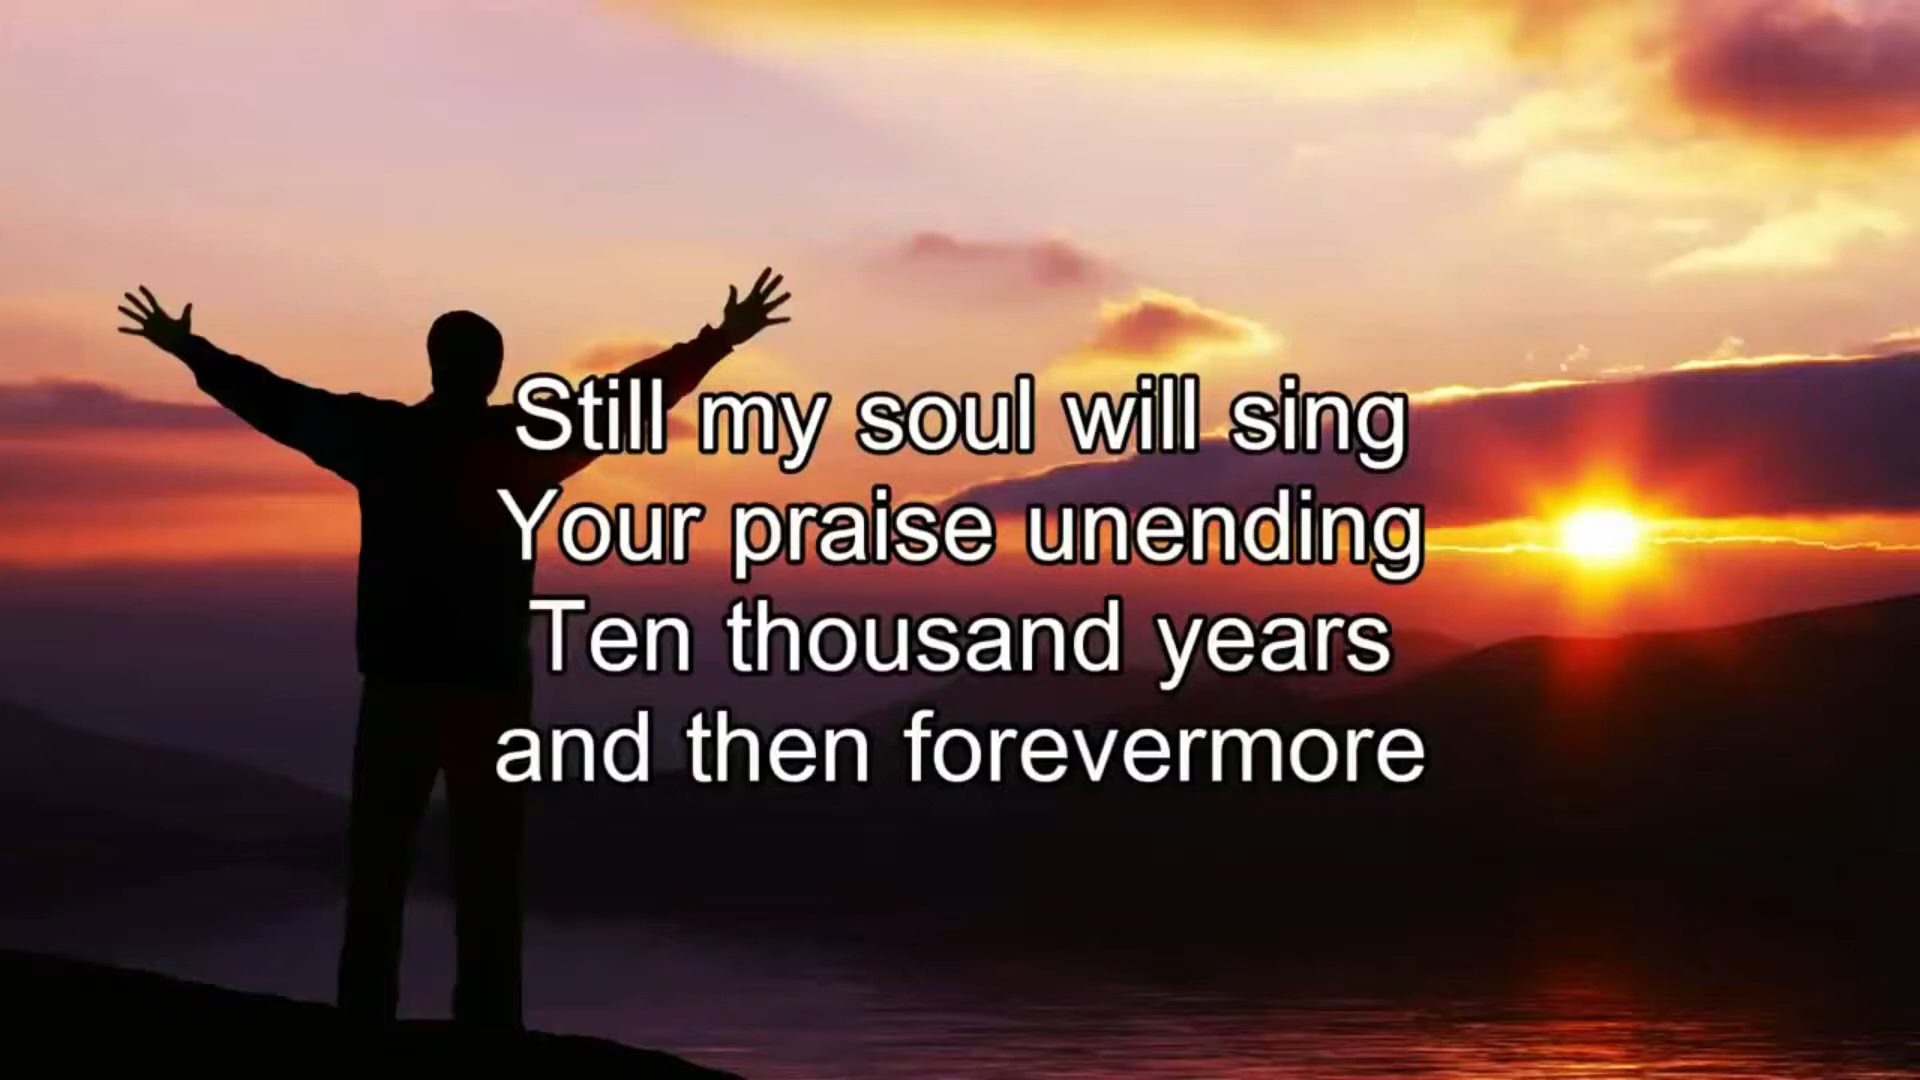 Still my soul will sing
Your praise unending
Ten thousand years
and then forevermore